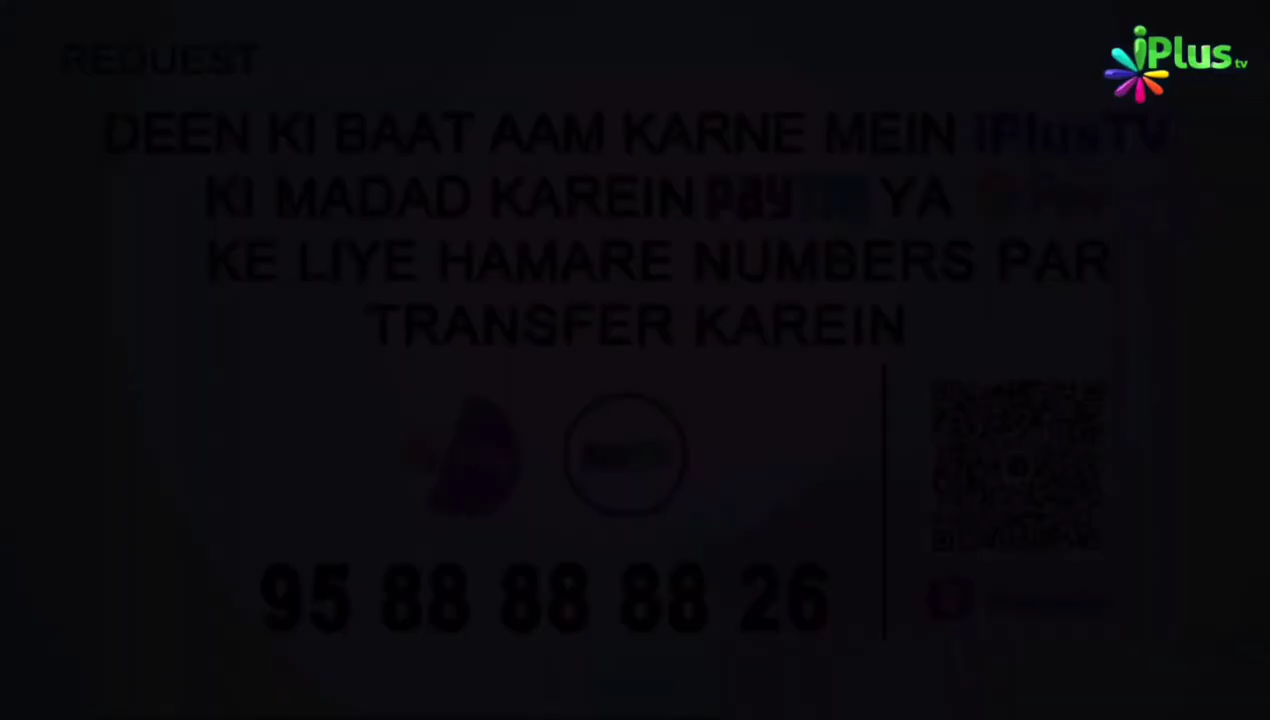 iPlus tv
REQUEST
DEEN KI BAAT AAM KARNE MEIN iPlusTV
KI MADAD KAREIN paytm YA
KE LIYE HAMARE NUMBERS PAR
TRANSFER KAREIN
95 88 88 88 26